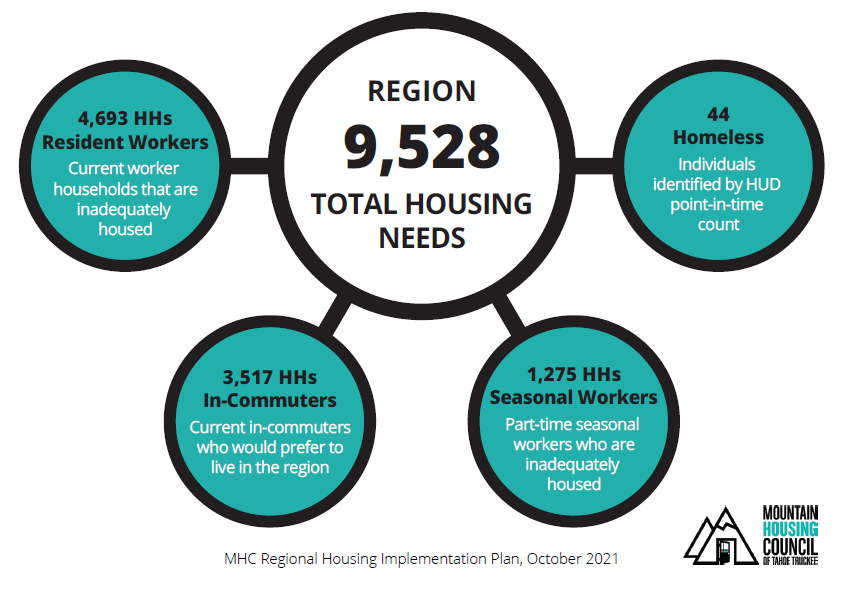 REGION
9,528
TOTAL HOUSING
NEEDS
4,693 HHs
Resident Workers
Current worker
households that are
inadequately
housed
44
Homeless
Individuals
identified by HUD
point-in-time
count
3,517 HHs
In-Commuters
Current in-commuters
who would prefer to
live in the region
1,275 HHs
Seasonal Workers
Part-time seasonal
workers who are
inadequately
housed
MHC Regional Housing Implementation Plan, October 2021
MOUNTAIN
HOUSING
COUNCIL
OF TAHOE TRUCKEE